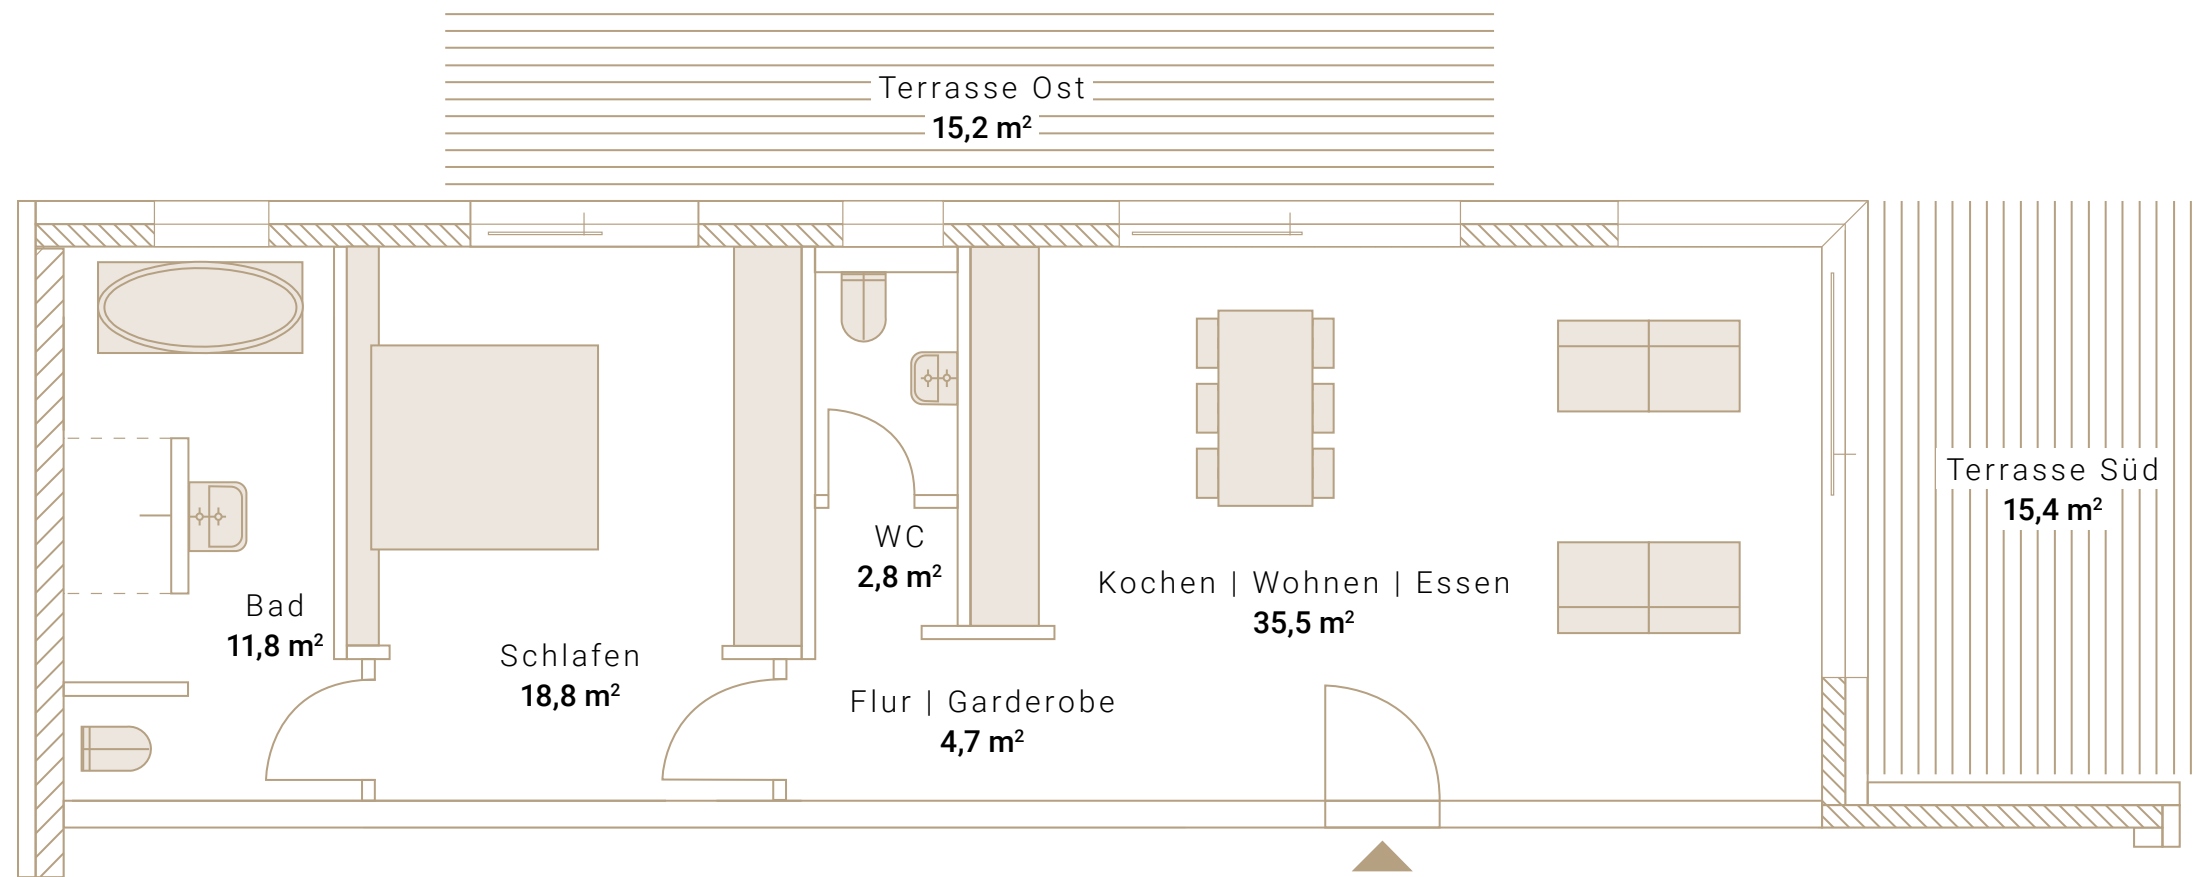 Terrasse Ost
15,2 m²
Terrasse Süd
15,4 m²
WC
2,8 m²
Kochen | Wohnen | Essen
35,5 m²
Bad
11,8 m²
Schlafen
18,8 m²
Flur | Garderobe
4,7 m²